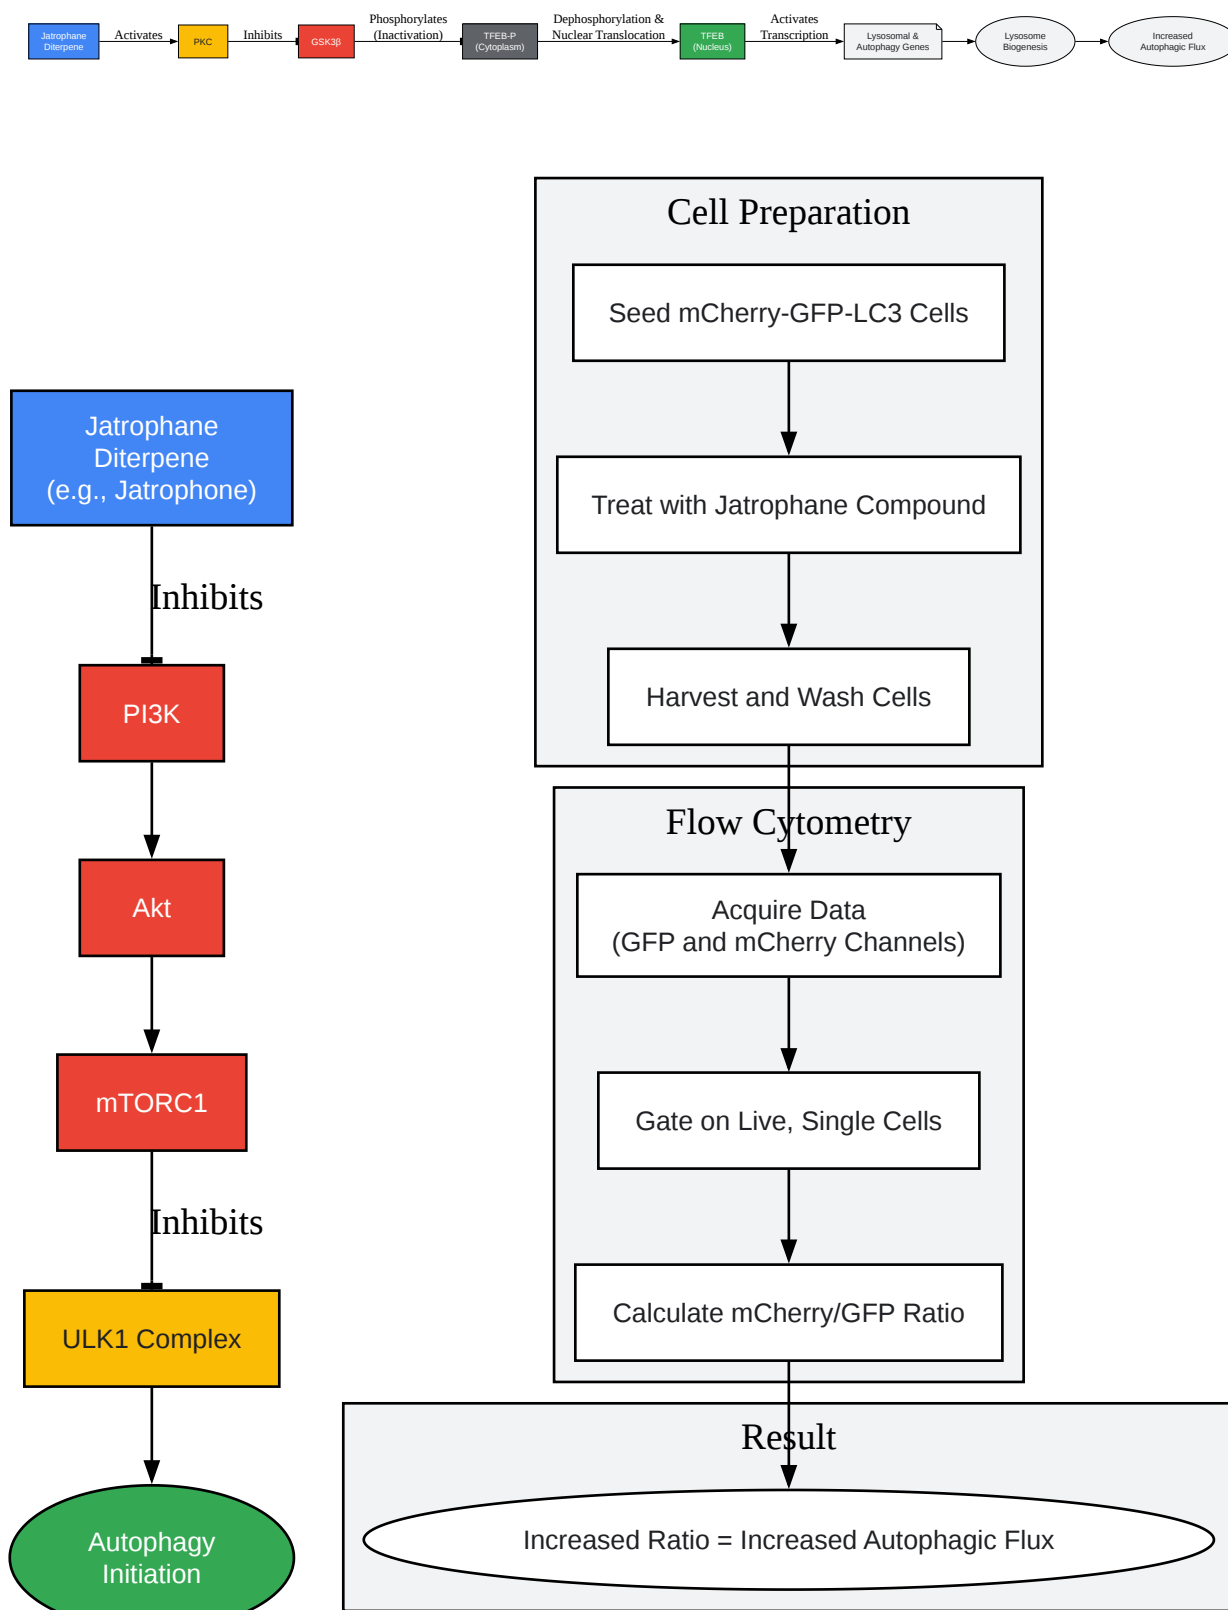 Jatrophane
Diterpene
Activates
PKC
Inhibits
GSK3β
Phosphorylates
(Inactivation)
TFEB-P
(Cytoplasm)
Dephosphorylation &
Nuclear Translocation
TFEB
(Nucleus)
Activates
Transcription
Lysosomal &
Autophagy Genes
Lysosome
Biogenesis
Increased
Autophagic Flux
Jatrophane
Diterpene
(e.g., Jatrophone)
Inhibits
PI3K
Akt
mTORC1
Inhibits
ULK1 Complex
Autophagy
Initiation
Cell Preparation
Seed mCherry-GFP-LC3 Cells
Treat with Jatrophane Compound
Harvest and Wash Cells
Flow Cytometry
Acquire Data
(GFP and mCherry Channels)
Gate on Live, Single Cells
Calculate mCherry/GFP Ratio
Result
Increased Ratio = Increased Autophagic Flux